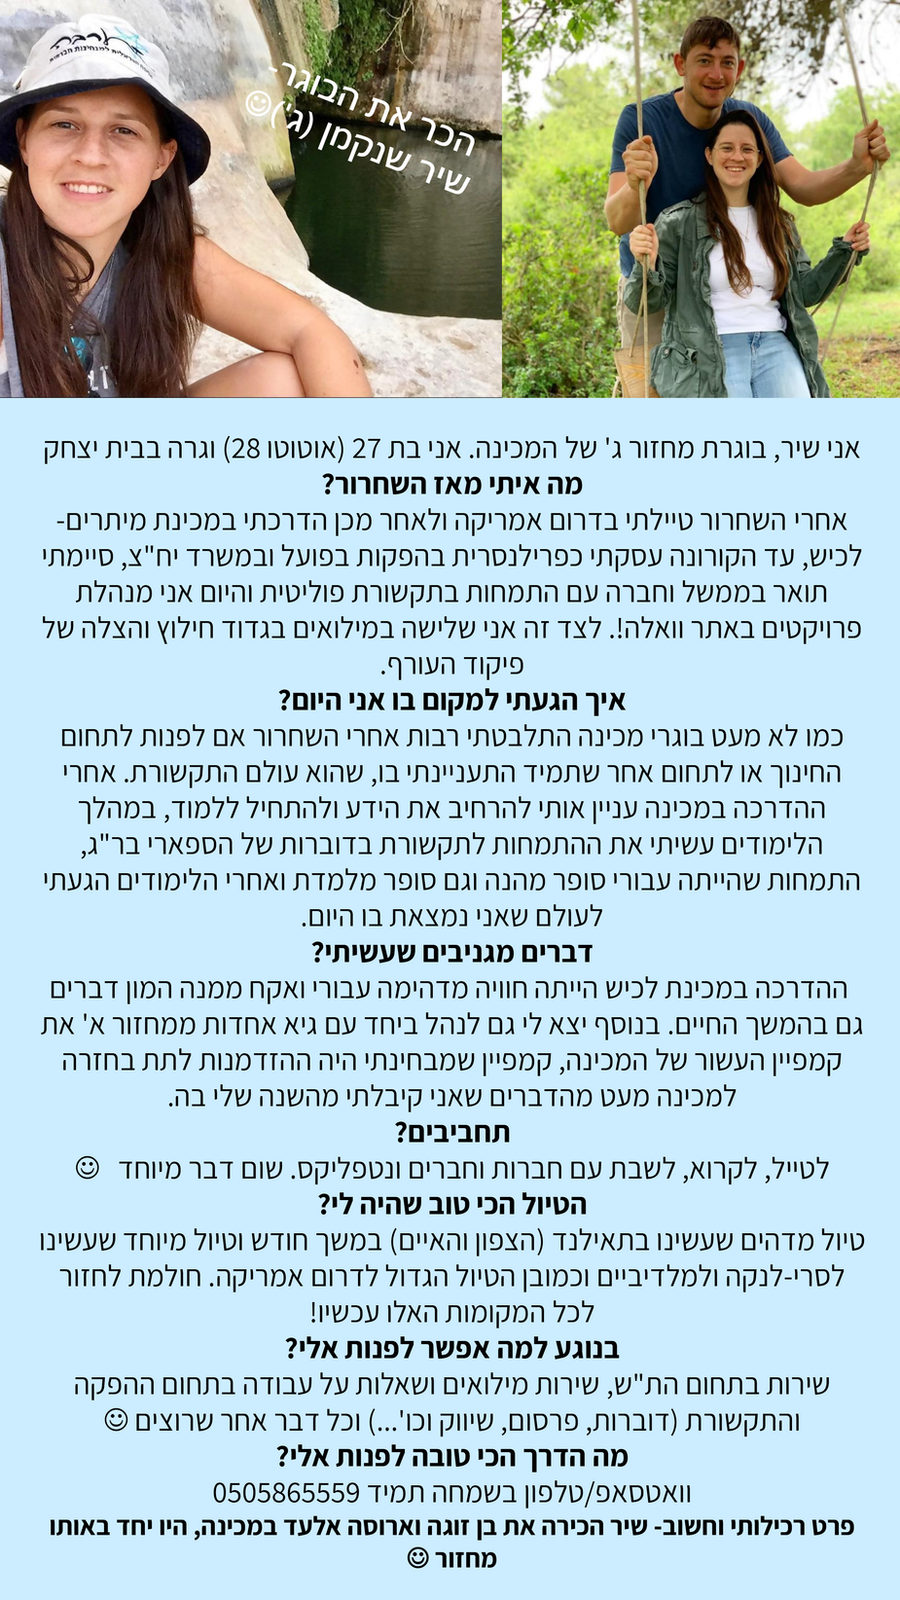 הכר את הבוגר-
שיר שנקמן (ג')☺
אני שיר, בוגרת מחזור ג' של המכינה. אני בת 27 (אוטוטו 28) וגרה בבית יצחק
מה איתי מאז השחרור?
אחרי השחרור טיילתי בדרום אמריקה ולאחר מכן הדרכתי במכינת מיתרים-
לכיש, עד הקורונה עסקתי כפרילנסרית בהפקות בפועל ובמשרד יח"צ, סיימתי
תואר בממשל וחברה עם התמחות בתקשורת פוליטית והיום אני מנהלת
פרויקטים באתר וואלה!. לצד זה אני שלישה במילואים בגדוד חילוץ והצלה של
פיקוד העורף.
איך הגעתי למקום בו אני היום?
כמו לא מעט בוגרי מכינה התלבטתי רבות אחרי השחרור אם לפנות לתחום
החינוך או לתחום אחר שתמיד התעניינתי בו, שהוא עולם התקשורת. אחרי
ההדרכה במכינה עניין אותי להרחיב את הידע ולהתחיל ללמוד, במהלך
הלימודים עשיתי את ההתמחות לתקשורת בדוברות של הספארי בר"ג,
התמחות שהייתה עבורי סופר מהנה וגם סופר מלמדת ואחרי הלימודים הגעתי
לעולם שאני נמצאת בו היום.
דברים מגניבים שעשיתי?
ההדרכה במכינת לכיש הייתה חוויה מדהימה עבורי ואקח ממנה המון דברים
גם בהמשך החיים. בנוסף יצא לי גם לנהל ביחד עם גיא אחדות ממחזור א' את
קמפיין העשור של המכינה, קמפיין שמבחינתי היה ההזדמנות לתת בחזרה
למכינה מעט מהדברים שאני קיבלתי מהשנה שלי בה.
תחביבים?
לטייל, לקרוא, לשבת עם חברות וחברים ונטפליקס. שום דבר מיוחד ☺
הטיול הכי טוב שהיה לי?
טיול מדהים שעשינו בתאילנד (הצפון והאיים) במשך חודש וטיול מיוחד שעשינו
לסרי-לנקה ולמלדיביים וכמובן הטיול הגדול לדרום אמריקה. חולמת לחזור
לכל המקומות האלו עכשיו!
בנוגע למה אפשר לפנות אלי?
שירות בתחום הת"ש, שירות מילואים ושאלות על עבודה בתחום ההפקה
והתקשורת (דוברות, פרסום, שיווק וכו'...) וכל דבר אחר שרוצים ☺
מה הדרך הכי טובה לפנות אלי?
וואטסאפ/טלפון בשמחה תמיד 0505865559
פרט רכילותי וחשוב- שיר הכירה את בן זוגה וארוסה אלעד במכינה, היו יחד באותו
מחזור ☺